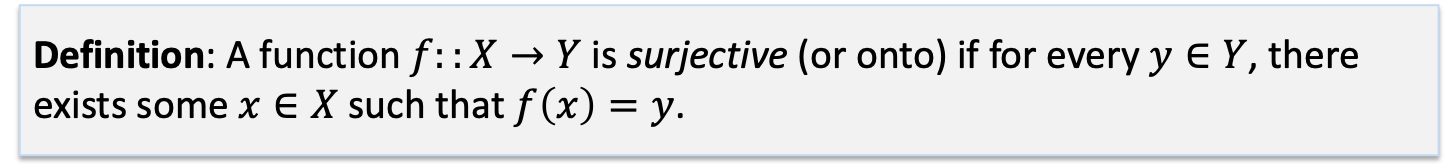 Definition: A function f∷X → Y is surjective (or onto) if for every y ∈ Y, there
exists some x ∈ X such that f(x) = y.